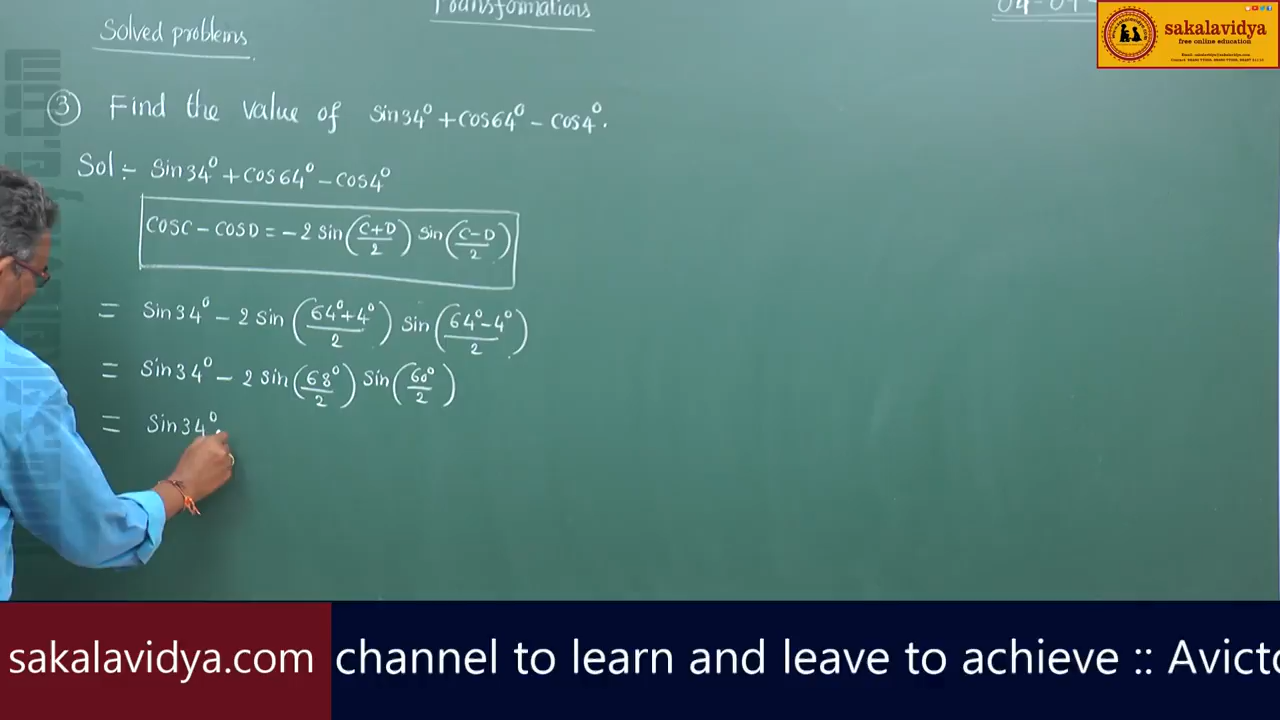 Transformations
Solved problems
sakalavidya
free online education
③ Find the value of sin34° + cos64° - cos4°.
Sol :- sin34° + cos64° - cos4°
cosC - cosD = -2 sin((C+D)/2) sin((C-D)/2)
= sin34° - 2 sin((64°+4°)/2) sin((64°-4°)/2)
= sin34° - 2 sin(68°/2) sin(60°/2)
= sin34°
sakalavidya.com channel to learn and leave to achieve :: Avicto